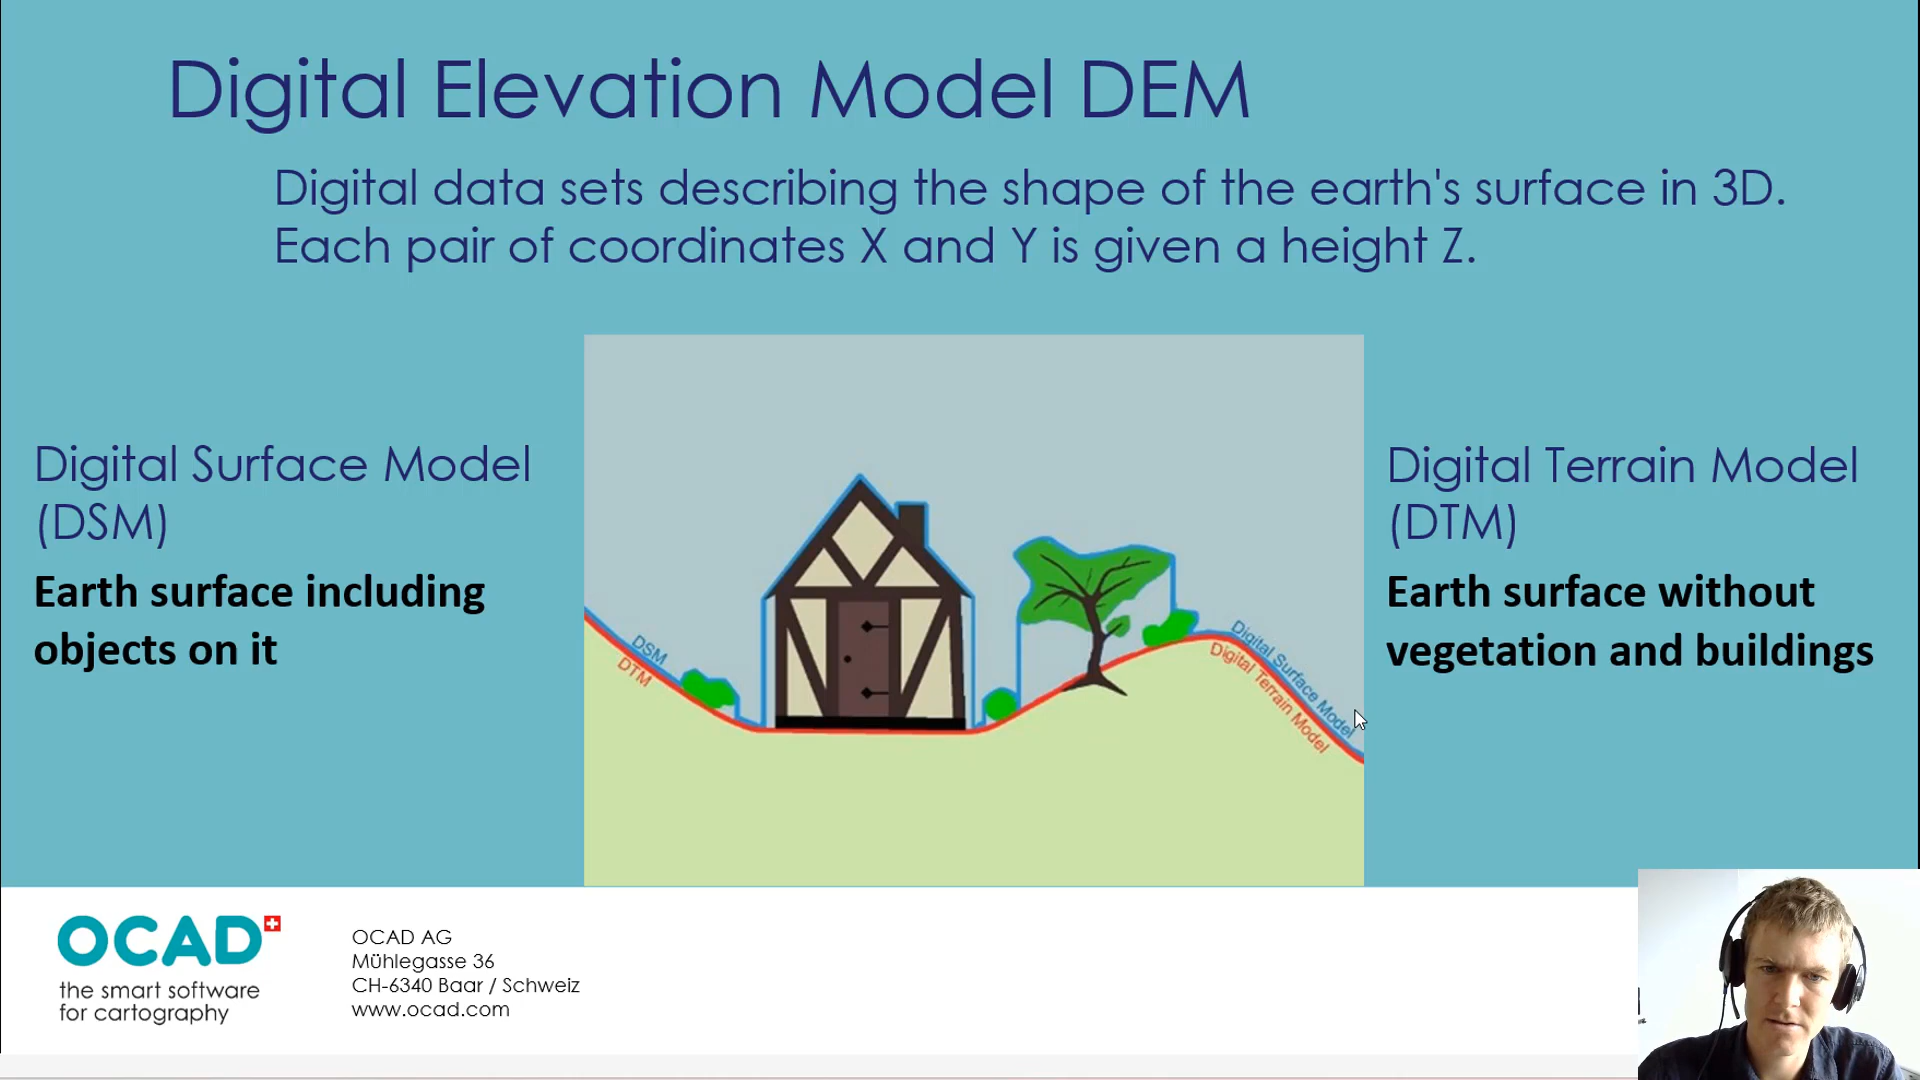 Digital Elevation Model DEM
Digital data sets describing the shape of the earth's surface in 3D.
Each pair of coordinates X and Y is given a height Z.
Digital Surface Model
(DSM)
Earth surface including
objects on it
DSM
DTM
Digital Surface Model
Digital Terrain Model
Digital Terrain Model
(DTM)
Earth surface without
vegetation and buildings
OCAD
the smart software
for cartography
OCAD AG
Mühlegasse 36
CH-6340 Baar / Schweiz
www.ocad.com